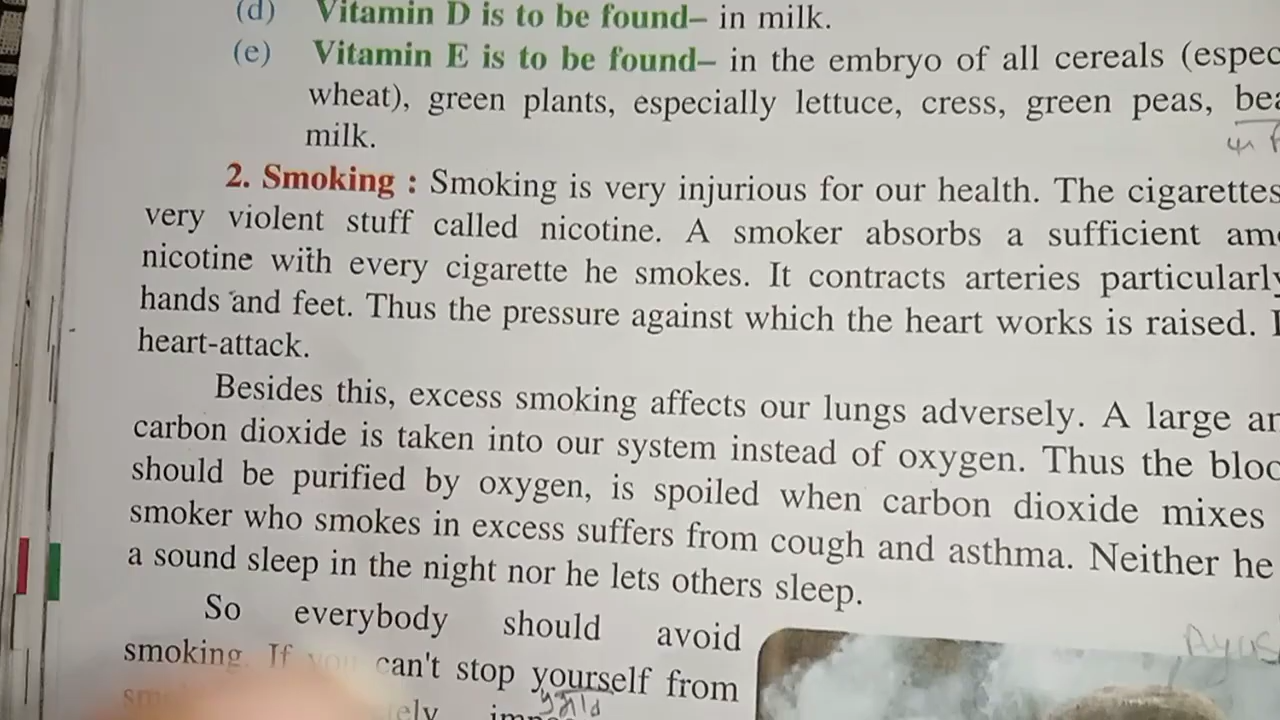 (d) Vitamin D is to be found– in milk.
(e) Vitamin E is to be found– in the embryo of all cereals
wheat), green plants, especially lettuce, cress, green peas,
milk.
2. Smoking : Smoking is very injurious for our health. The cigarettes
very violent stuff called nicotine. A smoker absorbs a sufficient
nicotine with every cigarette he smokes. It contracts arteries particularly
hands and feet. Thus the pressure against which the heart works is raised.
heart-attack.
Besides this, excess smoking affects our lungs adversely. A large
carbon dioxide is taken into our system instead of oxygen. Thus the
should be purified by oxygen, is spoiled when carbon dioxide mixes
smoker who smokes in excess suffers from cough and asthma. Neither he
a sound sleep in the night nor he lets others sleep.
So everybody should avoid
smoking. If you can't stop yourself from